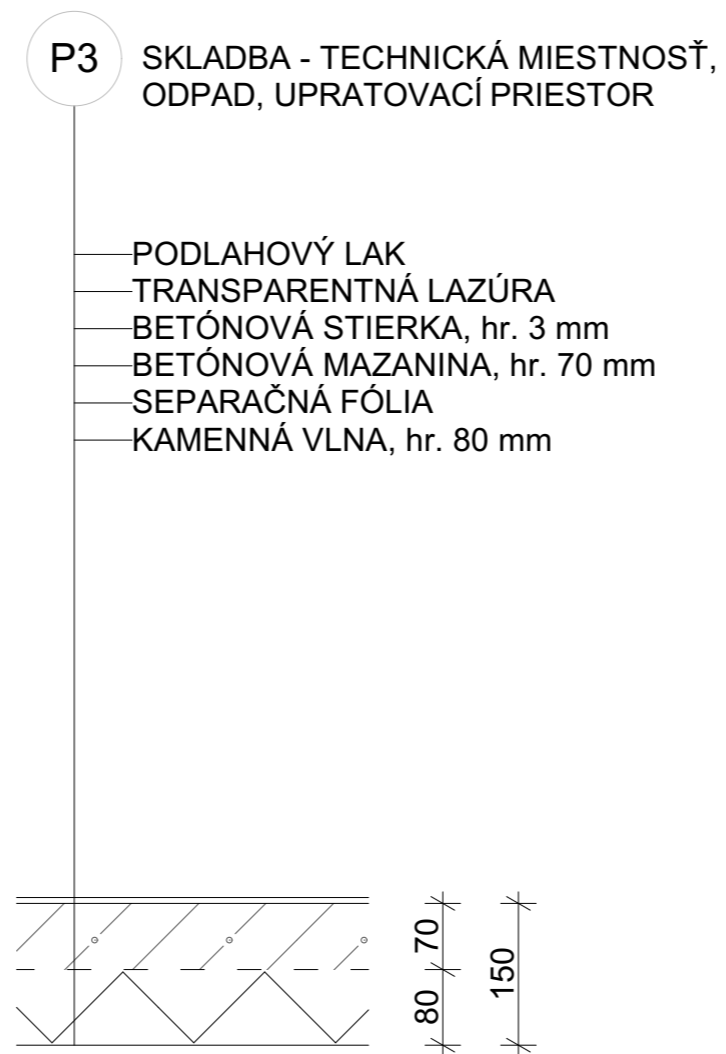 P3
SKLADBA - TECHNICKÁ MIESTNOSŤ,
ODPAD, UPRATOVACÍ PRIESTOR
PODLAHOVÝ LAK
TRANSPARENTNÁ LAZÚRA
BETÓNOVÁ STIERKA, hr. 3 mm
BETÓNOVÁ MAZANINA, hr. 70 mm
SEPARAČNÁ FÓLIA
KAMENNÁ VLNA, hr. 80 mm
70
80
150